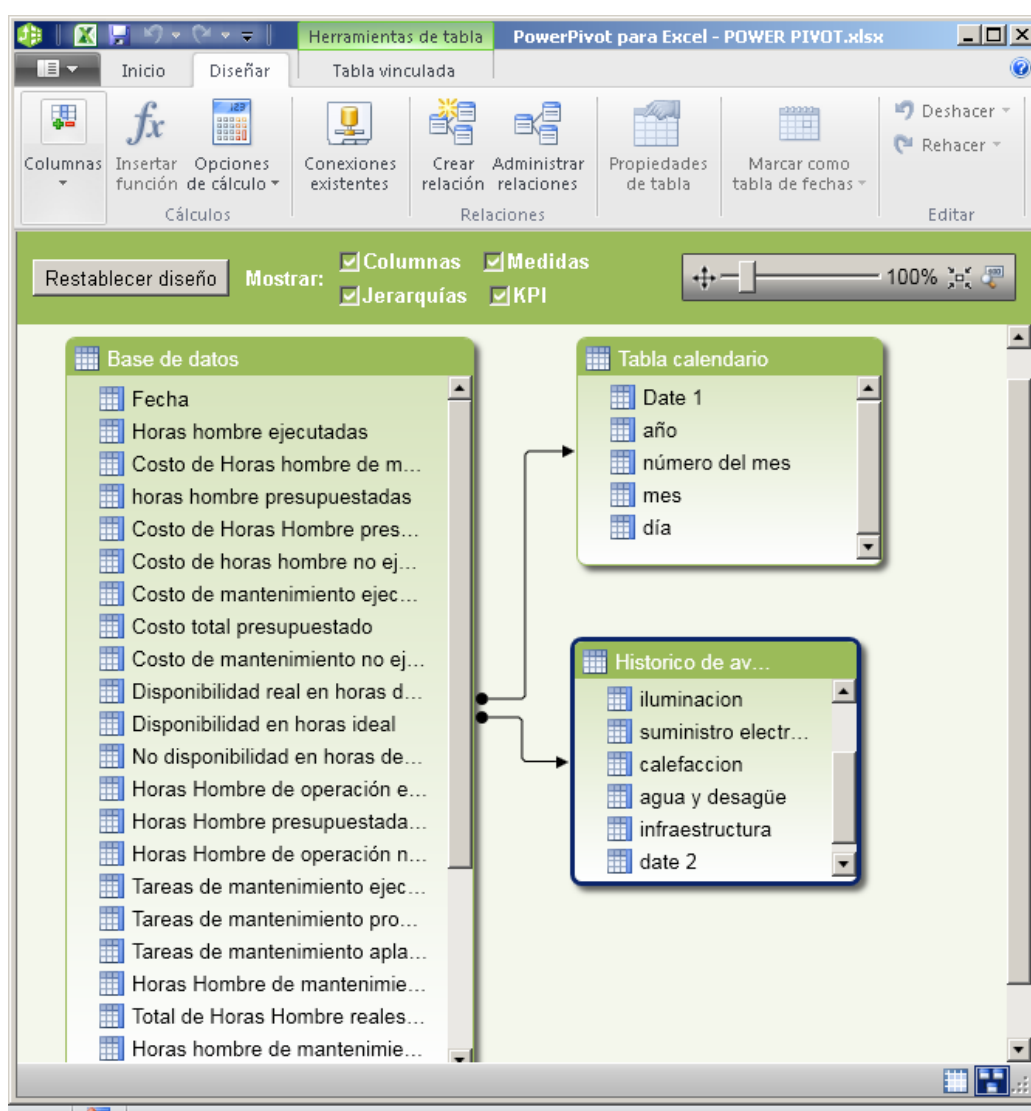 Herramientas de tabla PowerPivot para Excel - POWER PIVOT.xlsx
Inicio Diseñar Tabla vinculada
Columnas
Insertar función
Opciones de cálculo
Cálculos
Conexiones existentes
Crear relación
Administrar relaciones
Relaciones
Propiedades de tabla
Marcar como tabla de fechas
Deshacer
Rehacer
Editar
Restablecer diseño Mostrar: Columnas Medidas
Jerarquías KPI
100%
Base de datos
Fecha
Horas hombre ejecutadas
Costo de Horas hombre de m...
horas hombre presupuestadas
Costo de Horas Hombre pres...
Costo de horas hombre no ej...
Costo de mantenimiento ejec...
Costo total presupuestado
Costo de mantenimiento no ej...
Disponibilidad real en horas d...
Disponibilidad en horas ideal
No disponibilidad en horas de...
Horas Hombre de operación e...
Horas Hombre presupuestada...
Horas Hombre de operación n...
Tareas de mantenimiento ejec...
Tareas de mantenimiento pro...
Tareas de mantenimiento apla...
Horas Hombre de mantenimie...
Total de Horas Hombre reales...
Horas hombre de mantenimie...
Tabla calendario
Date 1
año
número del mes
mes
día
Historico de av...
iluminacion
suministro electr...
calefaccion
agua y desagüe
infraestructura
date 2